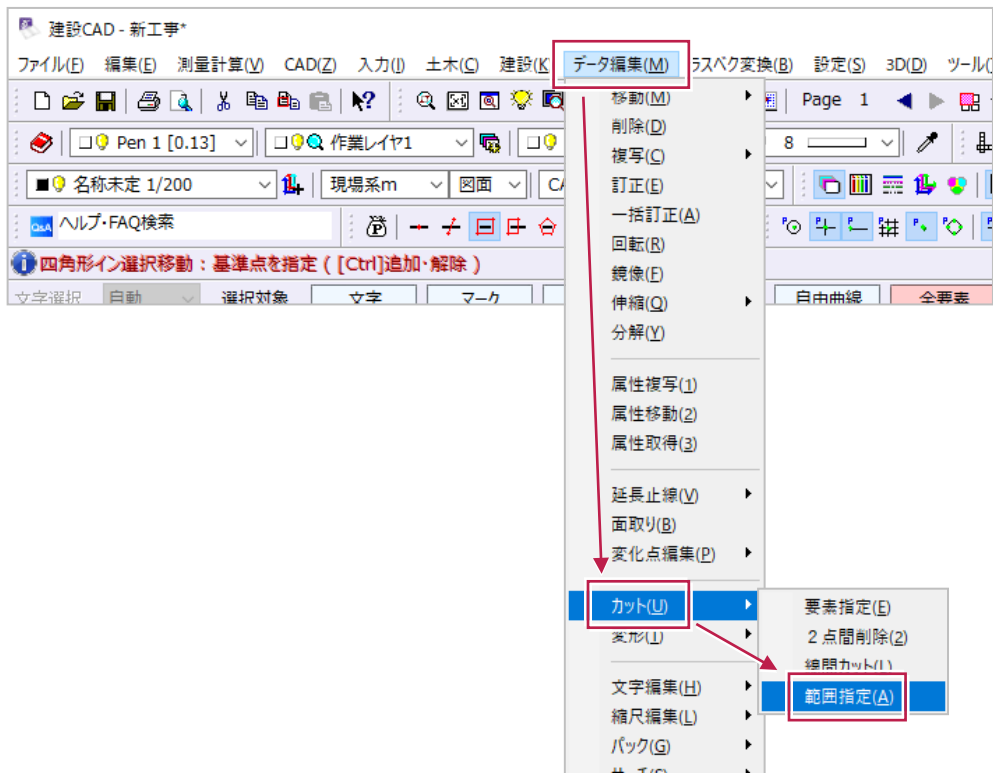 建設CAD - 新工事*
ファイル(F) 編集(E) 測量計算(V) CAD(Z) 入力(I) 土木(C) 建設(K データ編集(M) ラスベク変換(B) 設定(S) 3D(D) ツール(
Page 1
Pen 1 [0.13] 作業レイヤ1 8
名称未定 1/200 現場系m 図面
Q&A ヘルプ・FAQ検索
四角形イン選択移動 : 基準点を指定 ( [Ctrl]追加・解除 )
文字選択 自動 選択対象 文字 マーク 自由曲線 全要素
移動(M)
削除(D)
複写(C)
訂正(E)
一括訂正(A)
回転(R)
鏡像(F)
伸縮(Q)
分解(Y)
属性複写(1)
属性移動(2)
属性取得(3)
延長止線(V)
面取り(B)
変化点編集(P)
カット(U)
変形(T)
文字編集(H)
縮尺編集(L)
パック(G)
サーチ(S)
要素指定(E)
２点間削除(2)
線間カット(L)
範囲指定(A)